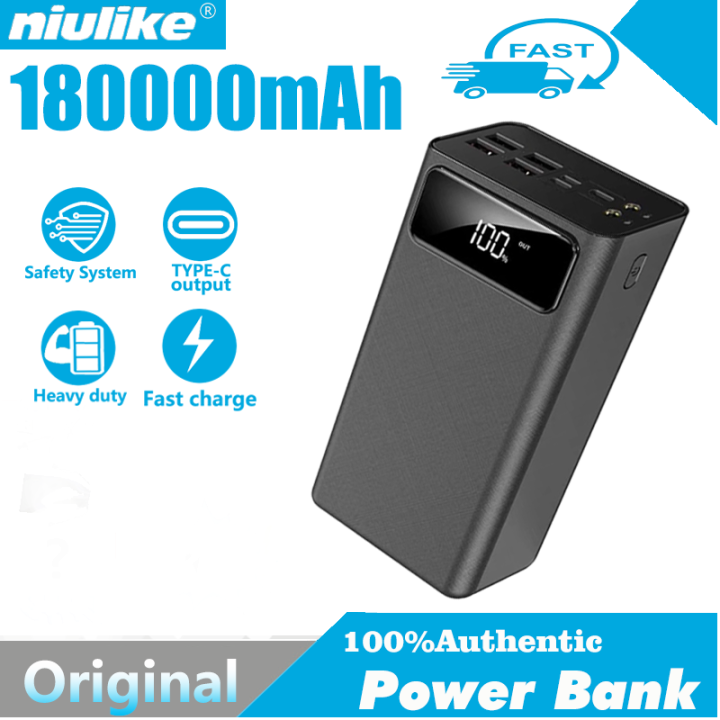 niulike®
FAST
180000mAh
100%
OUT
Safety System
TYPE-C
output
Heavy duty
Fast charge
100%Authentic
Original
Power Bank